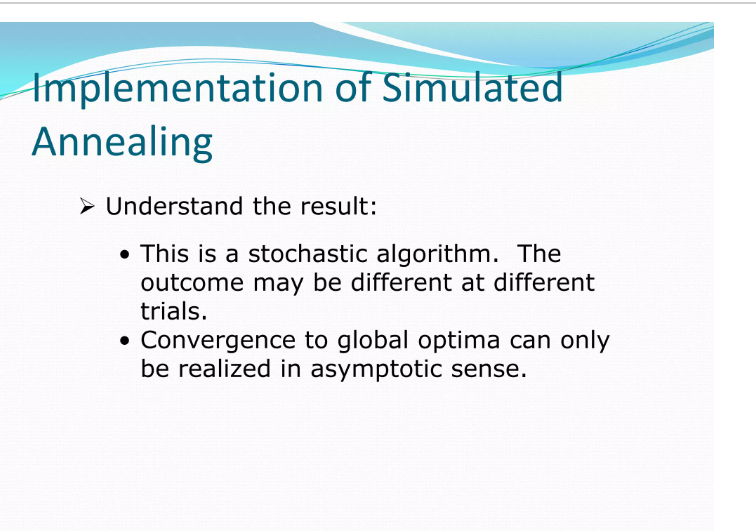 Implementation of Simulated
Annealing
➢ Understand the result:
• This is a stochastic algorithm.  The
outcome may be different at different
trials.
• Convergence to global optima can only
be realized in asymptotic sense.